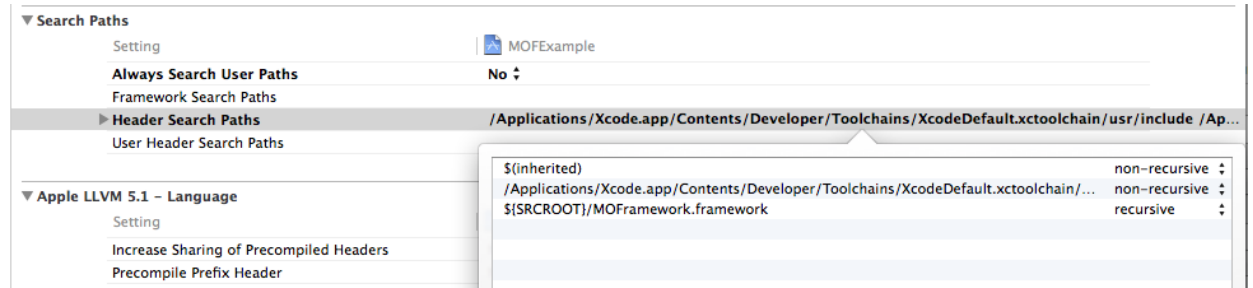 Search Paths
Setting MOFExample
Always Search User Paths No
Framework Search Paths
Header Search Paths /Applications/Xcode.app/Contents/Developer/Toolchains/XcodeDefault.xctoolchain/usr/include /Ap...
User Header Search Paths
$(inherited) non-recursive
/Applications/Xcode.app/Contents/Developer/Toolchains/XcodeDefault.xctoolchain/... non-recursive
${SRCROOT}/MOFramework.framework recursive
Apple LLVM 5.1 - Language
Setting
Increase Sharing of Precompiled Headers
Precompile Prefix Header